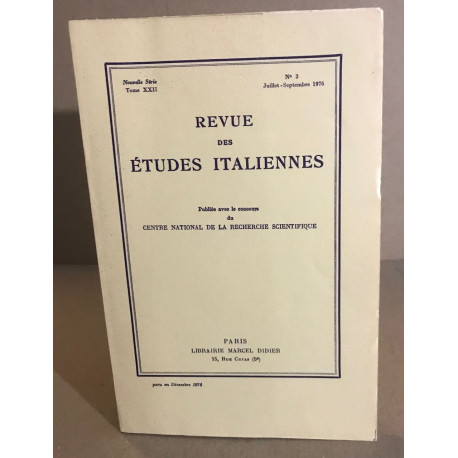 Nouvelle Série
Tome XXII
N° 3
Juillet-Septembre 1976
REVUE
DES
ÉTUDES ITALIENNES
Publiée avec le concours
du
CENTRE NATIONAL DE LA RECHERCHE SCIENTIFIQUE
PARIS
LIBRAIRIE MARCEL DIDIER
15, RUE CUJAS (5e)
paru en Décembre 1976